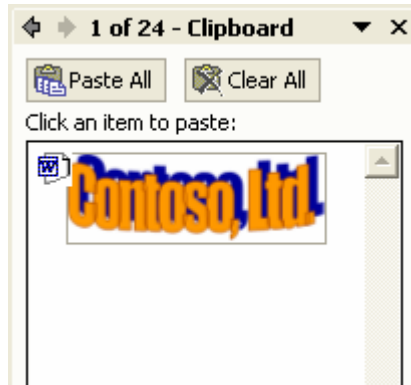 1 of 24 - Clipboard
Paste All Clear All
Click an item to paste:
Contoso, Ltd.